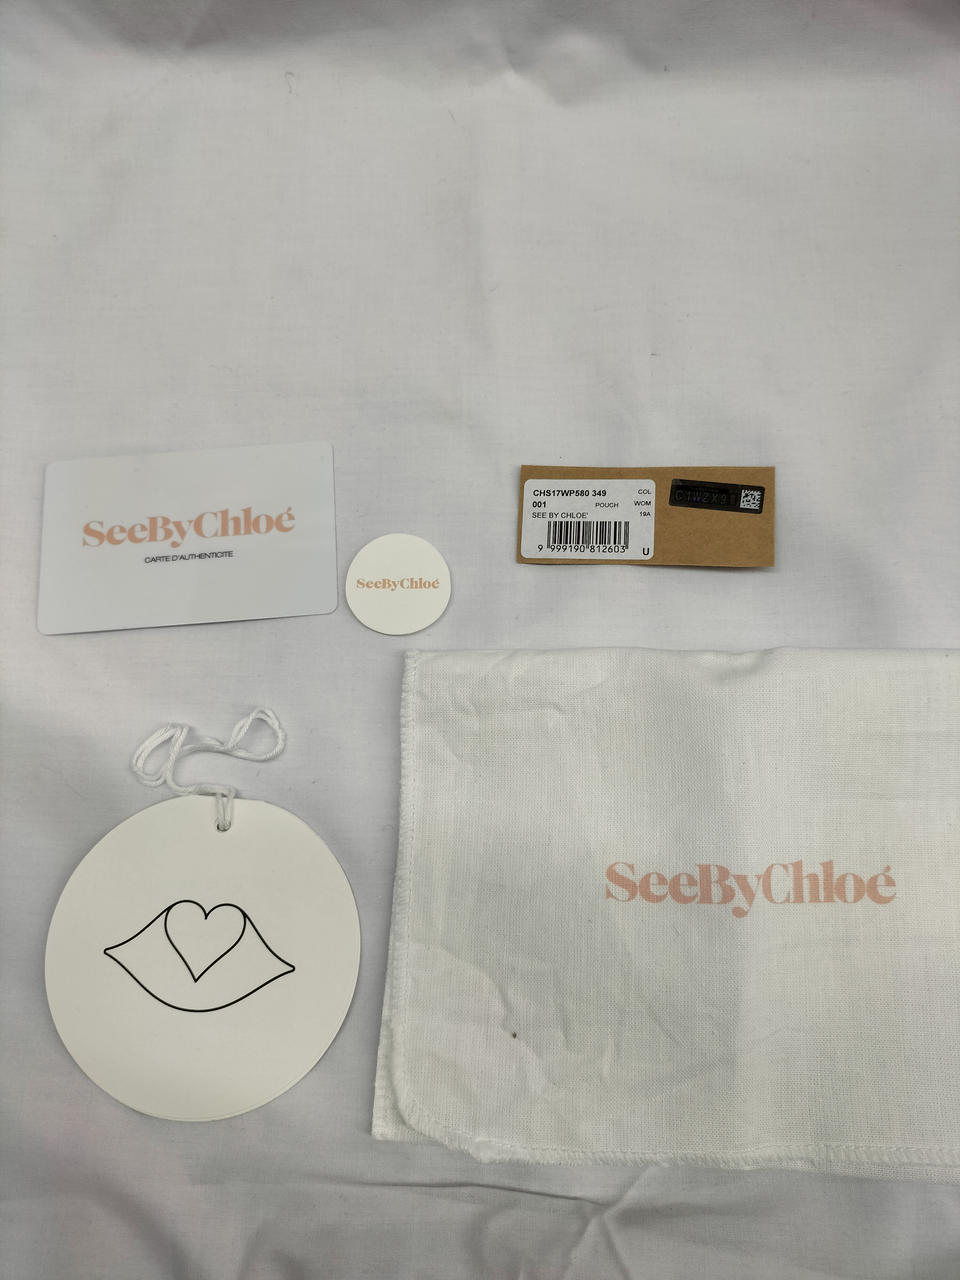 SeeByChloé
CARTE D'AUTHENTICITE
SeeByChloé
CHS17WP580 349 COL
001 POUCH WOM
SEE BY CHLOE' 19A
9 999190 812603 U
SeeByChloé